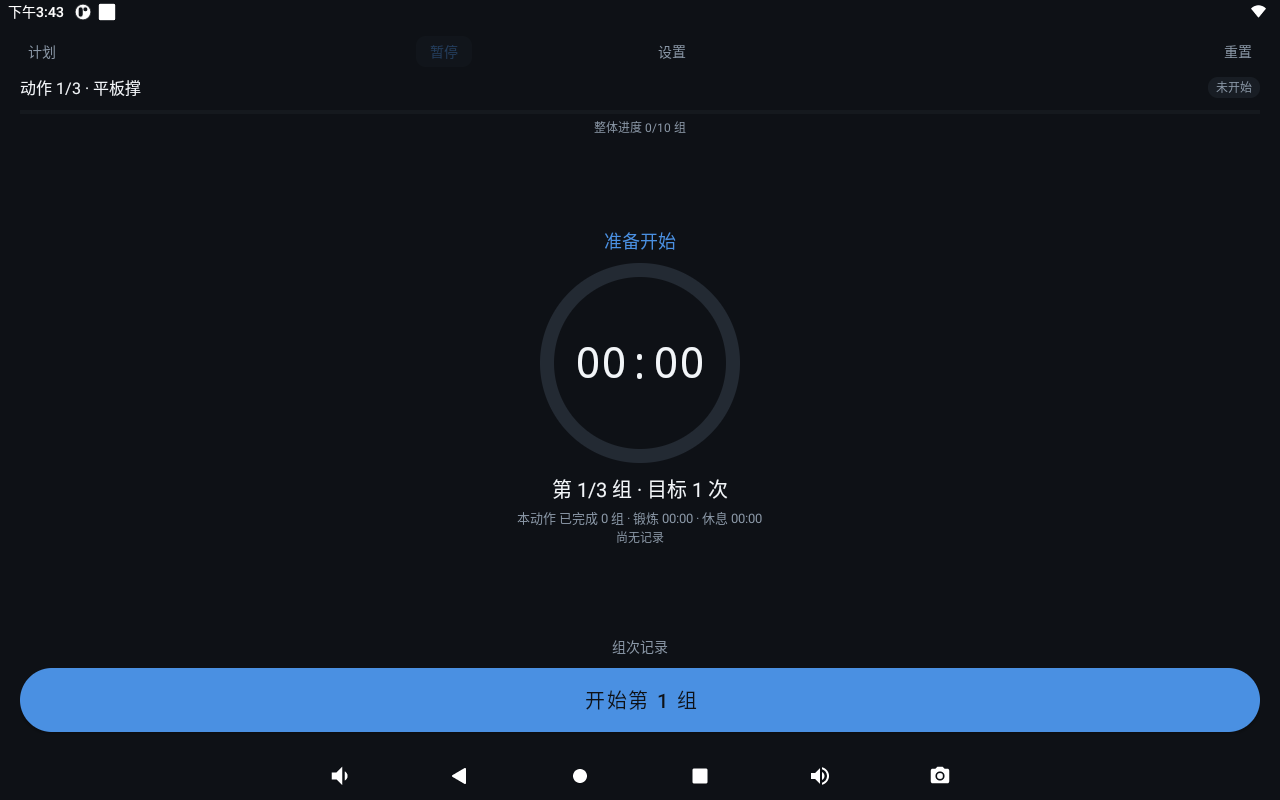 下午3:43
计划 暂停 设置 重置
动作 1/3 · 平板撑 未开始
整体进度 0/10 组
准备开始
00:00
第 1/3 组 · 目标 1 次
本动作 已完成 0 组 · 锻炼 00:00 · 休息 00:00
尚无记录
组次记录
开始第 1 组